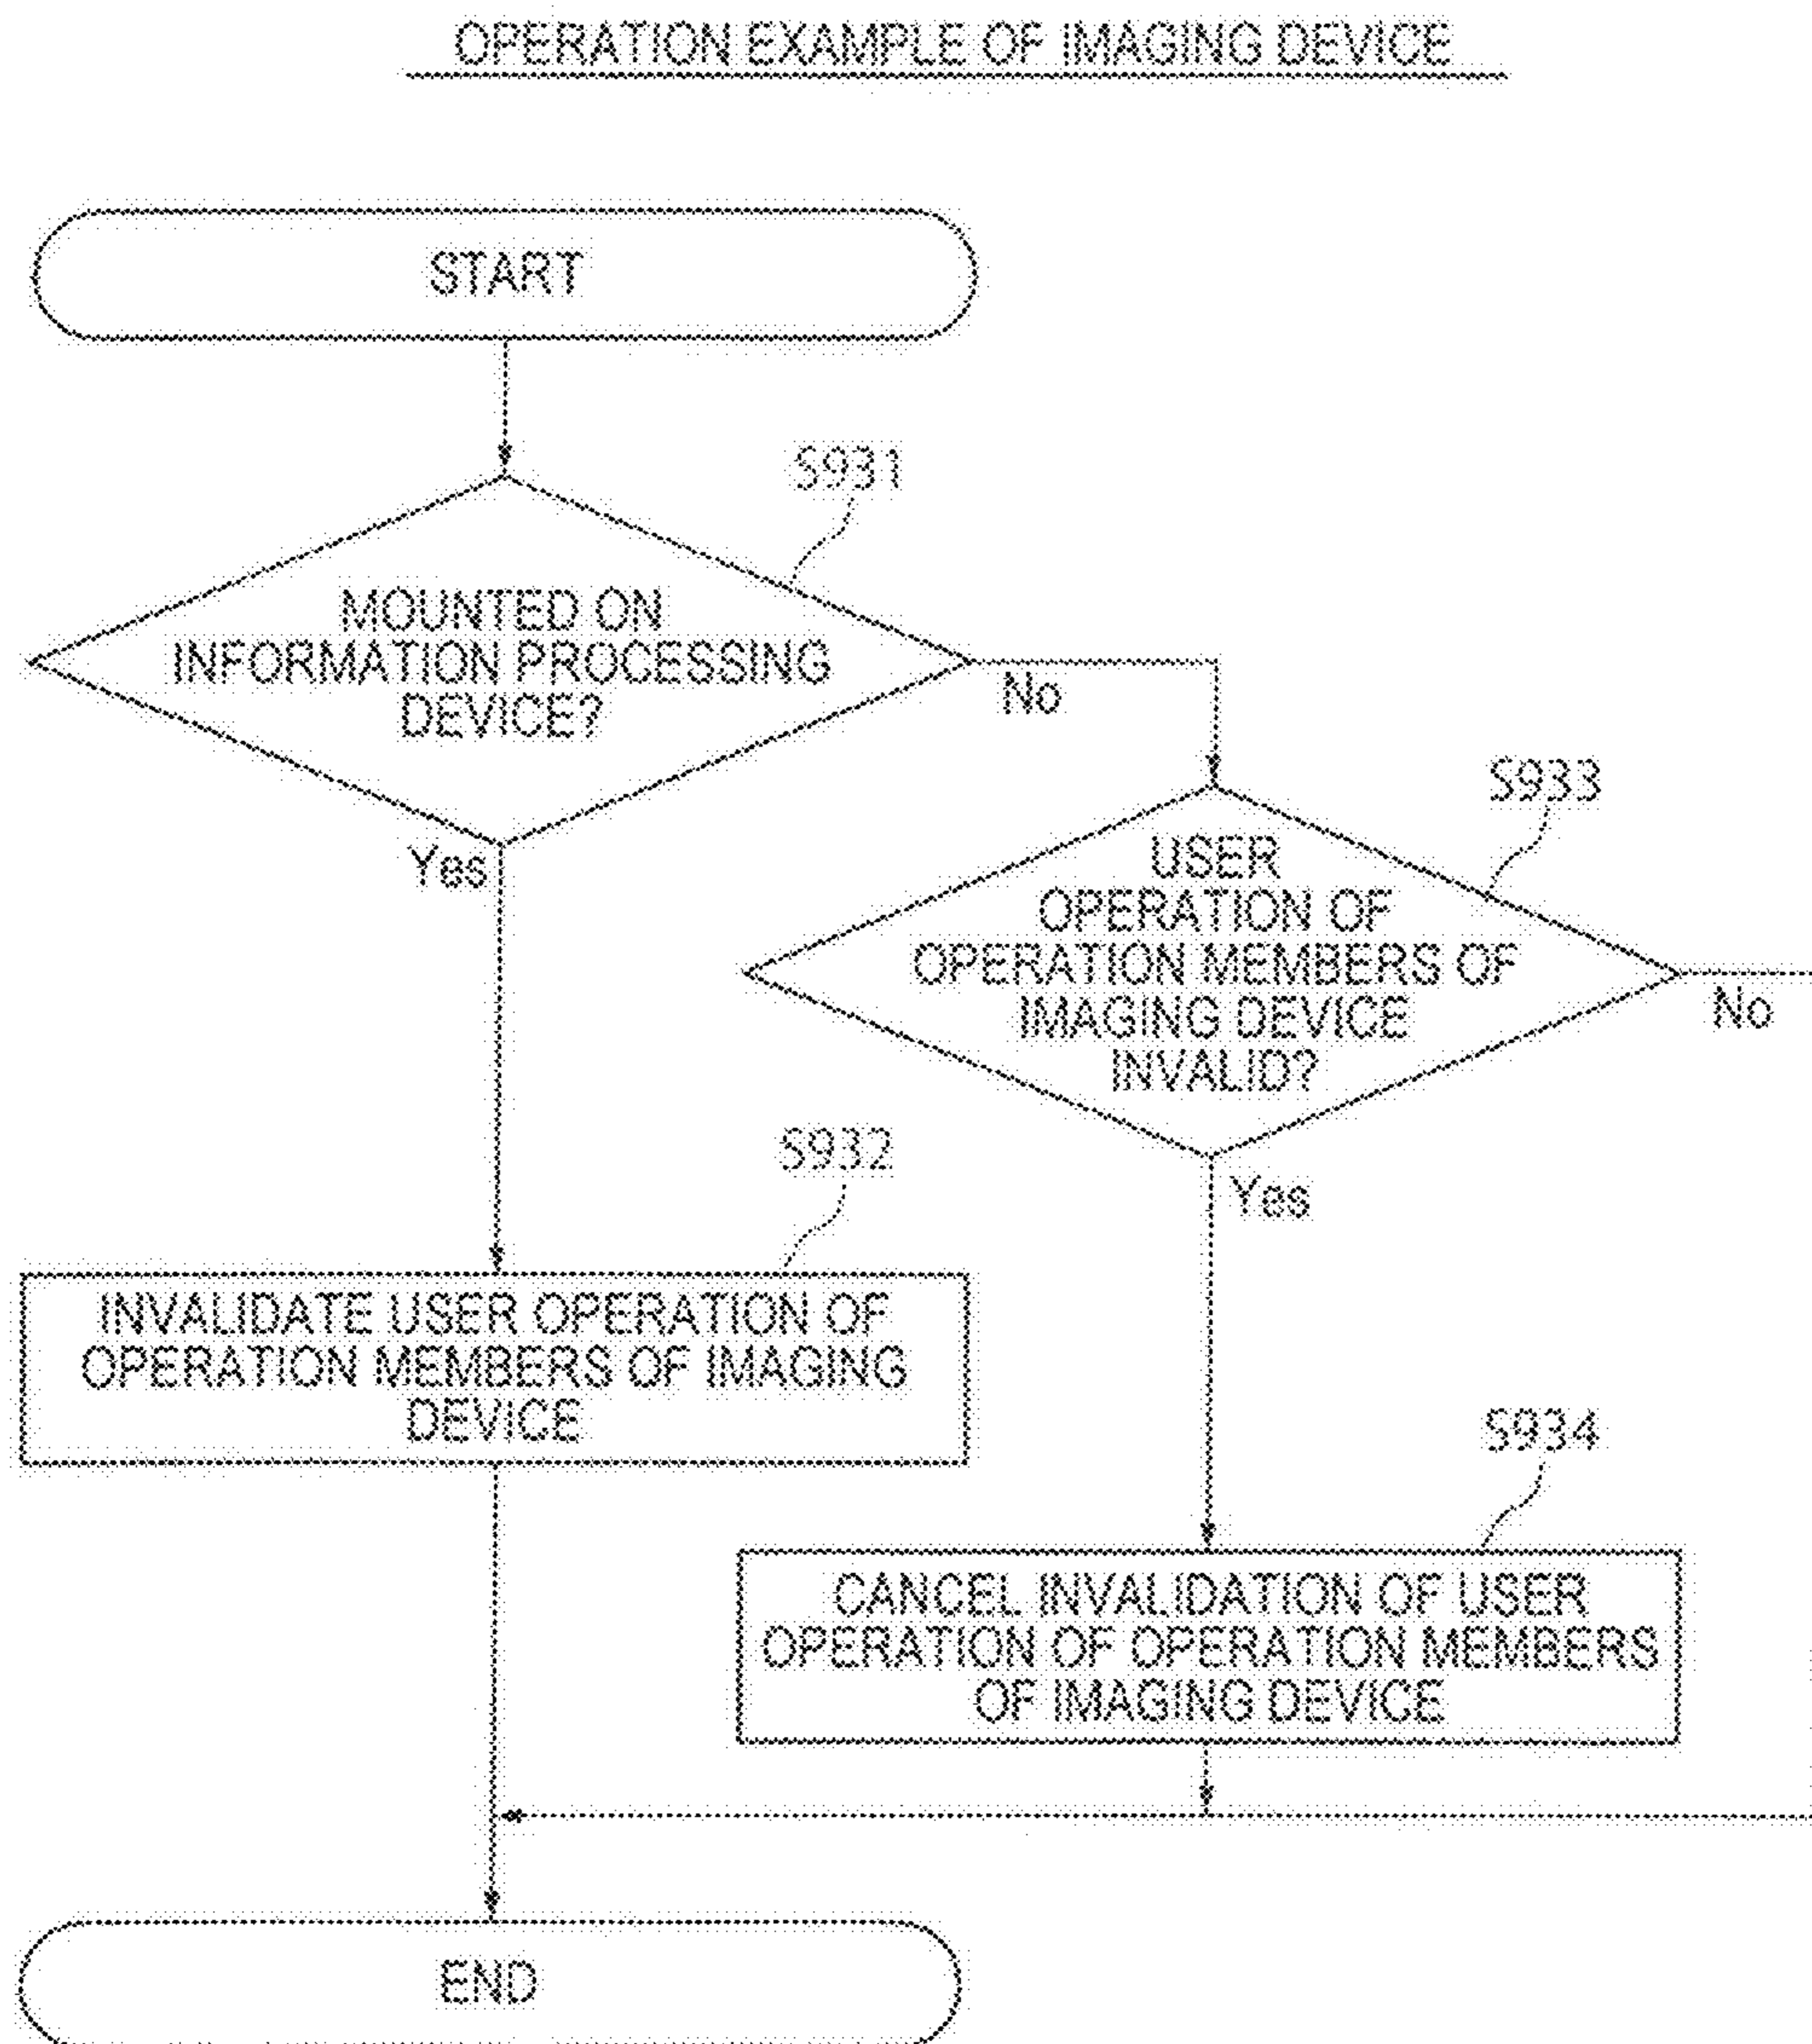 OPERATION EXAMPLE OF IMAGING DEVICE
START
S931
MOUNTED ON
INFORMATION PROCESSING
DEVICE?
No
Yes
S933
USER
OPERATION OF
OPERATION MEMBERS OF
IMAGING DEVICE
INVALID?
No
Yes
S932
INVALIDATE USER OPERATION OF
OPERATION MEMBERS OF IMAGING
DEVICE
S934
CANCEL INVALIDATION OF USER
OPERATION OF OPERATION MEMBERS
OF IMAGING DEVICE
END